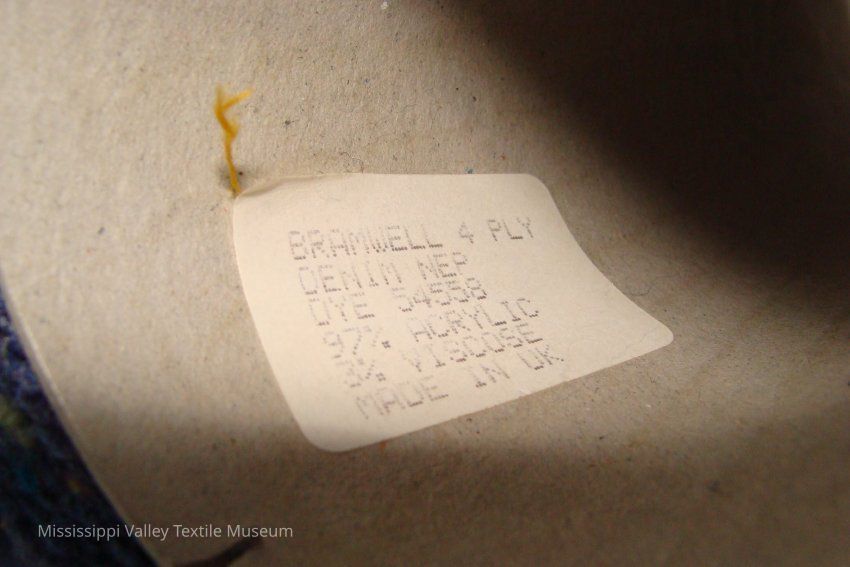 BRAMWELL 4 PLY
DENIM NEP
DYE 54558
97% ACRYLIC
3% VISCOSE
MADE IN UK
Mississippi Valley Textile Museum